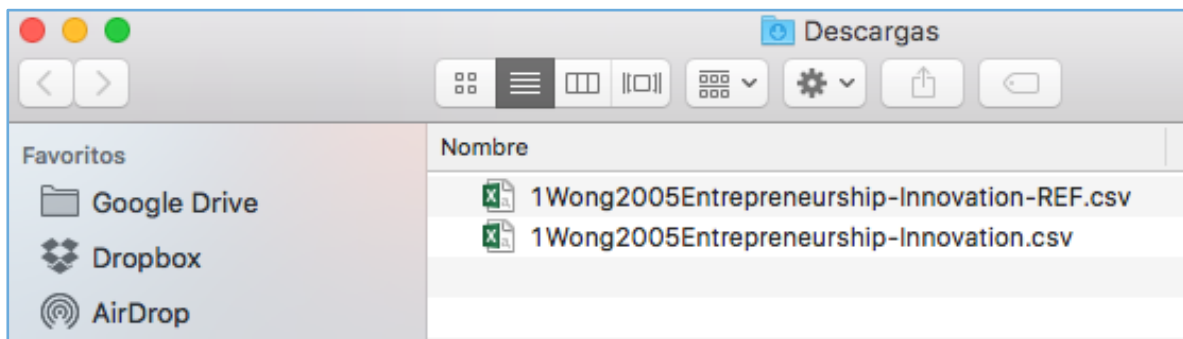 Descargas
Favoritos
Google Drive
Dropbox
AirDrop
Nombre
1Wong2005Entrepreneurship-Innovation-REF.csv
1Wong2005Entrepreneurship-Innovation.csv